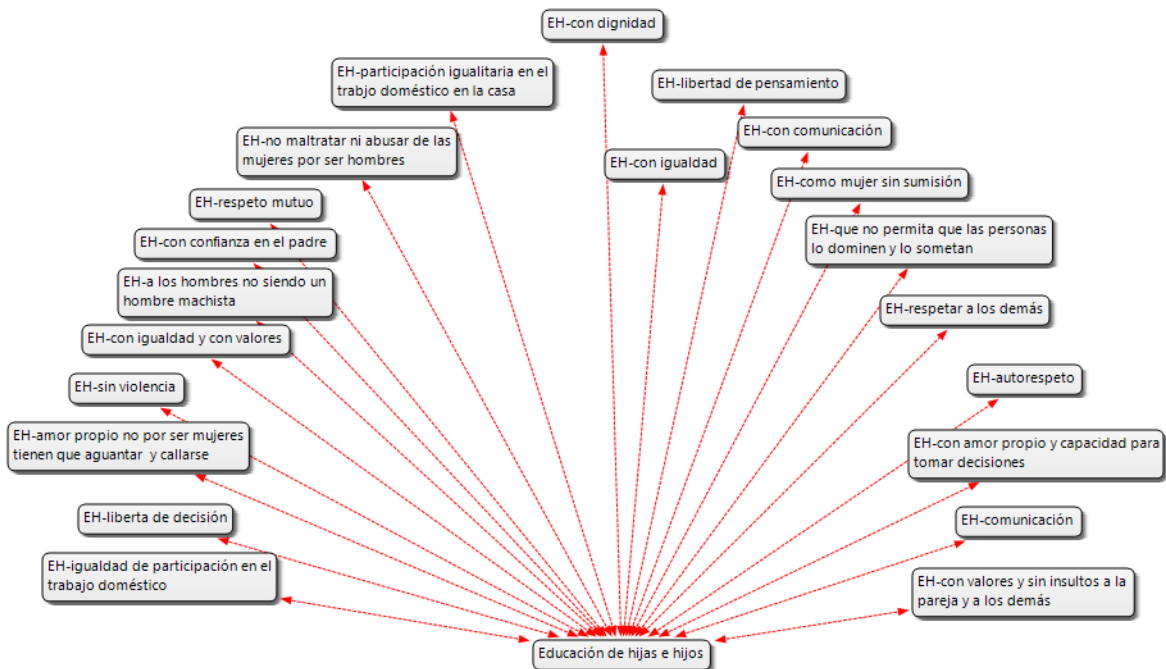 EH-con dignidad
EH-participación igualitaria en el
trabjo doméstico en la casa
EH-libertad de pensamiento
EH-con comunicación
EH-no maltratar ni abusar de las
mujeres por ser hombres
EH-con igualdad
EH-como mujer sin sumisión
EH-respeto mutuo
EH-que no permita que las personas
lo dominen y lo sometan
EH-con confianza en el padre
EH-a los hombres no siendo un
hombre machista
EH-respetar a los demás
EH-con igualdad y con valores
EH-autorespeto
EH-sin violencia
EH-amor propio no por ser mujeres
tienen que aguantar y callarse
EH-con amor propio y capacidad para
tomar decisiones
EH-liberta de decisión
EH-comunicación
EH-igualdad de participación en el
trabajo doméstico
EH-con valores y sin insultos a la
pareja y a los demás
Educación de hijas e hijos